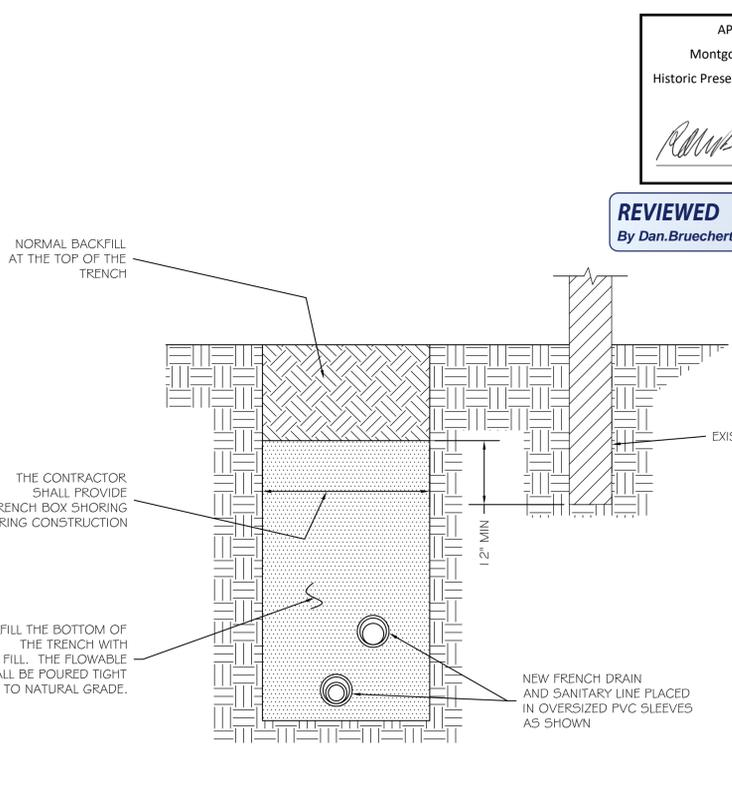 AP
Montgo
Historic Prese
REVIEWED
By Dan.Bruechert
NORMAL BACKFILL
AT THE TOP OF THE
TRENCH
EXIS
THE CONTRACTOR
SHALL PROVIDE
RENCH BOX SHORING
RING CONSTRUCTION
12" MIN
FILL THE BOTTOM OF
THE TRENCH WITH
FILL. THE FLOWABLE
ALL BE POURED TIGHT
TO NATURAL GRADE.
NEW FRENCH DRAIN
AND SANITARY LINE PLACED
IN OVERSIZED PVC SLEEVES
AS SHOWN